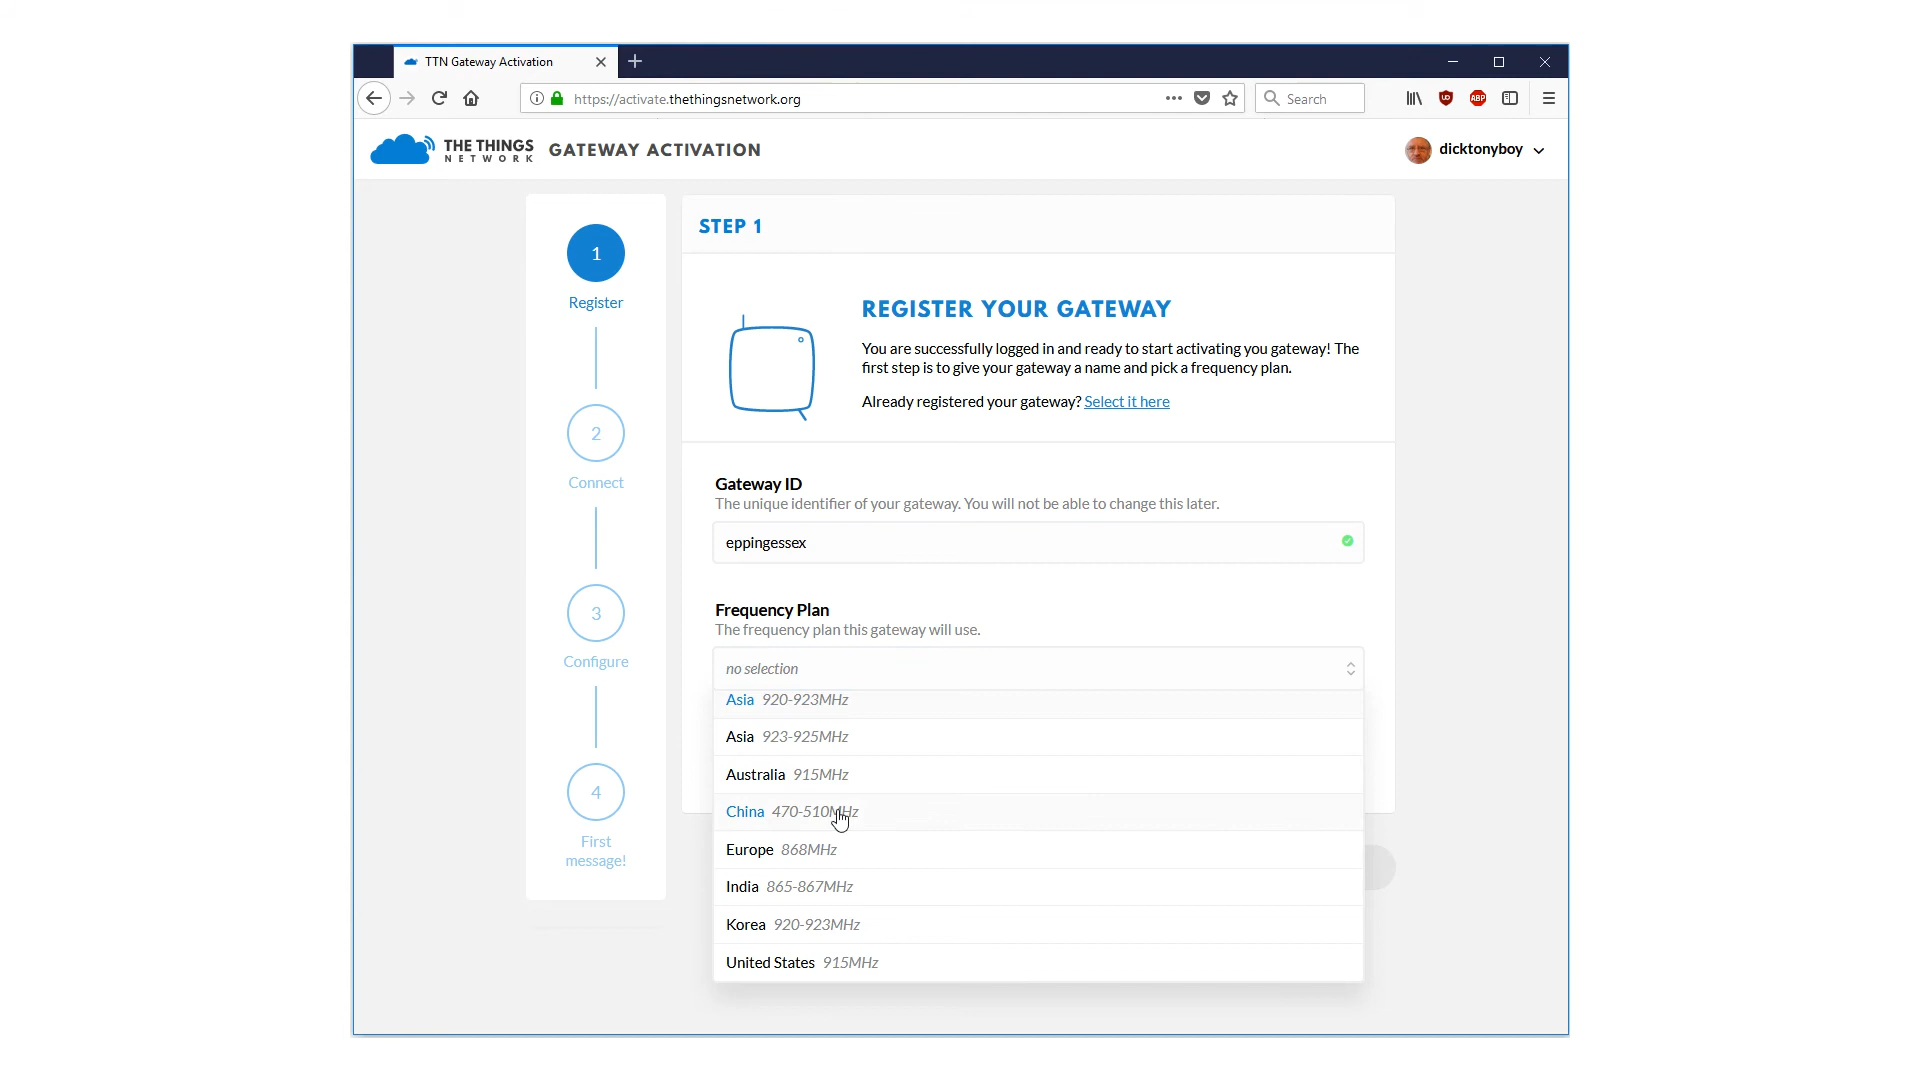 TTN Gateway Activation
https://activate.thethingsnetwork.org
Search
THE THINGS
NETWORK
GATEWAY ACTIVATION
dicktonyboy
1
Register
2
Connect
3
Configure
4
First
message!
STEP 1
REGISTER YOUR GATEWAY
You are successfully logged in and ready to start activating you gateway! The
first step is to give your gateway a name and pick a frequency plan.
Already registered your gateway? Select it here
Gateway ID
The unique identifier of your gateway. You will not be able to change this later.
eppingessex
Frequency Plan
The frequency plan this gateway will use.
no selection
Asia 920-923MHz
Asia 923-925MHz
Australia 915MHz
China 470-510MHz
Europe 868MHz
India 865-867MHz
Korea 920-923MHz
United States 915MHz